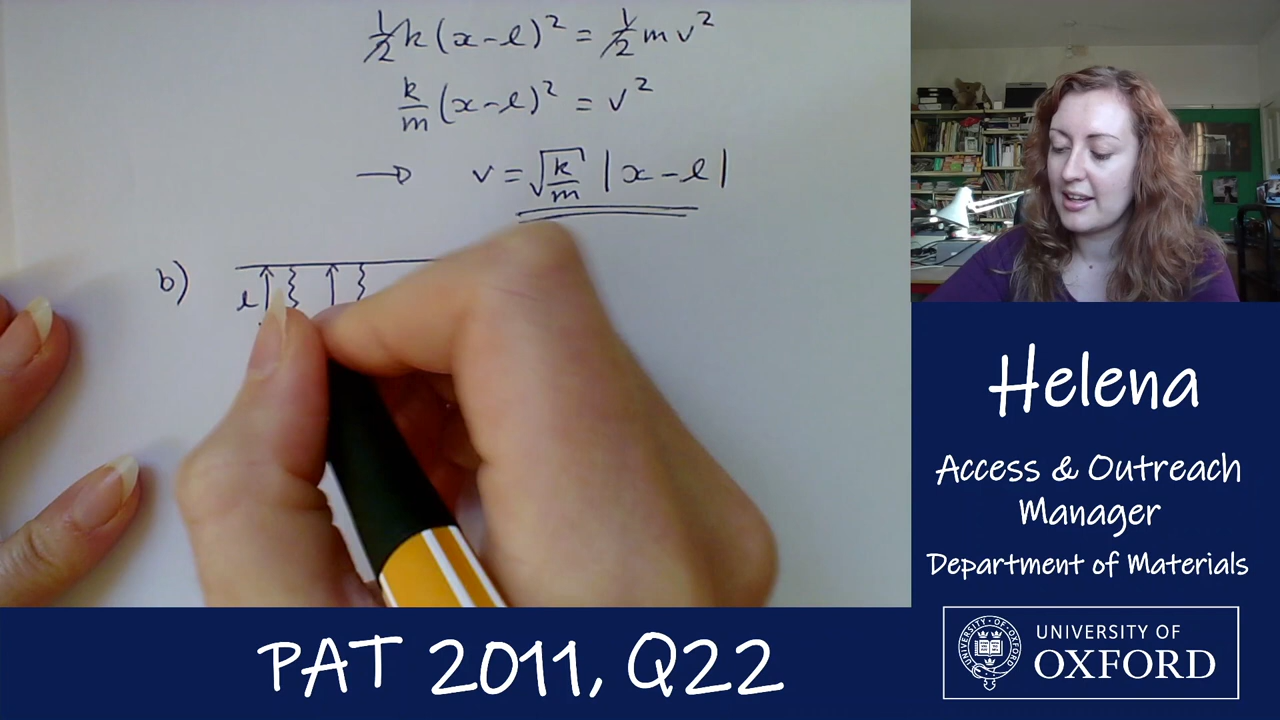 ½k(x-l)² = ½mv²
k/m (x-l)² = v²
→ v = √(k/m) |x-l|
b)
l
Helena
Access & Outreach
Manager
Department of Materials
PAT 2011, Q22
UNIVERSITY OF
OXFORD